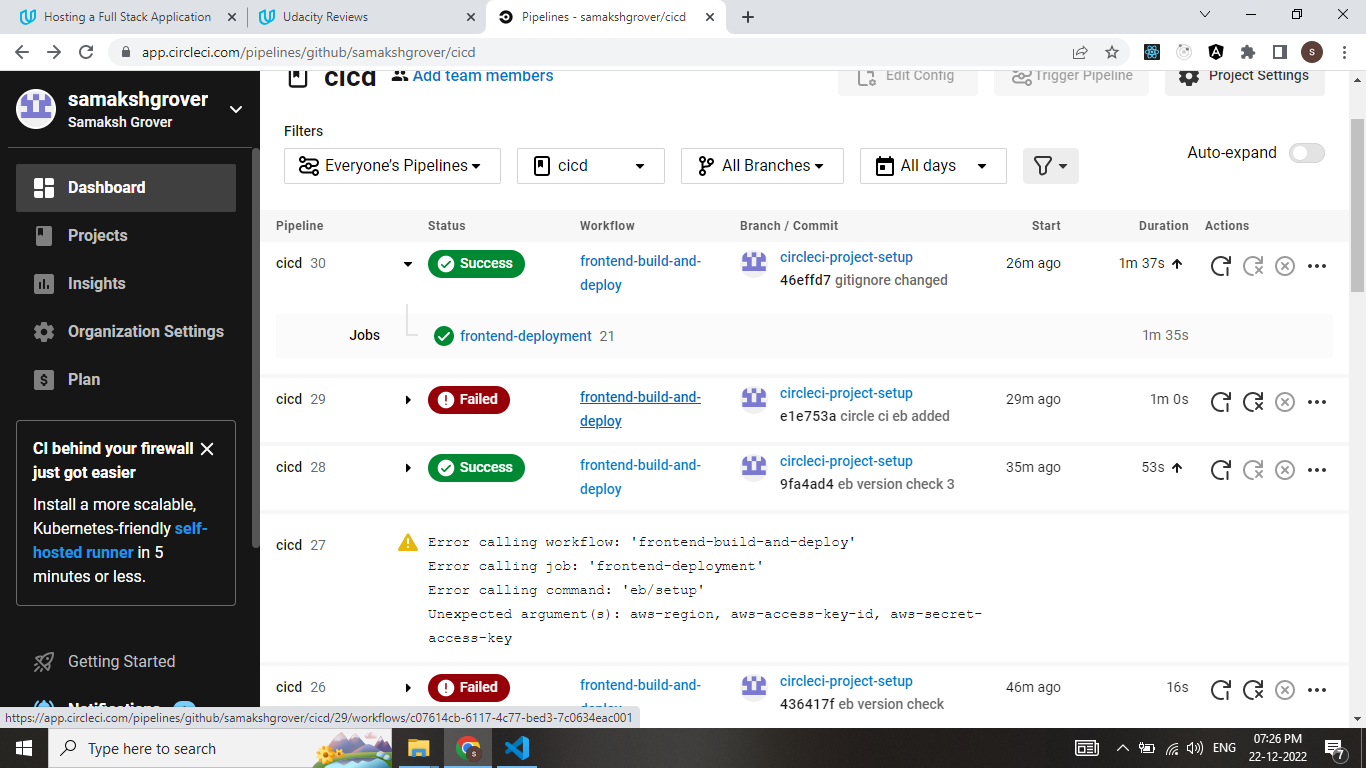 Hosting a Full Stack Application
Udacity Reviews
Pipelines - samakshgrover/cicd
app.circleci.com/pipelines/github/samakshgrover/cicd
S
samakshgrover
Samaksh Grover
Dashboard
Projects
Insights
Organization Settings
Plan
CI behind your firewall
just got easier
Install a more scalable,
Kubernetes-friendly self-
hosted runner in 5
minutes or less.
Getting Started
Notifications
cicd Add team members
Edit Config
Trigger Pipeline
Project Settings
Filters
Everyone's Pipelines
cicd
All Branches
All days
Auto-expand
Pipeline Status Workflow Branch / Commit Start Duration Actions
cicd 30 Success frontend-build-and-deploy circleci-project-setup 26m ago 1m 37s
46effd7 gitignore changed
Jobs frontend-deployment 21 1m 35s
cicd 29 Failed frontend-build-and-deploy circleci-project-setup 29m ago 1m 0s
e1e753a circle ci eb added
cicd 28 Success frontend-build-and-deploy circleci-project-setup 35m ago 53s
9fa4ad4 eb version check 3
cicd 27
Error calling workflow: 'frontend-build-and-deploy'
Error calling job: 'frontend-deployment'
Error calling command: 'eb/setup'
Unexpected argument(s): aws-region, aws-access-key-id, aws-secret-
access-key
cicd 26 Failed frontend-build-and- circleci-project-setup 46m ago 16s
436417f eb version check
https://app.circleci.com/pipelines/github/samakshgrover/cicd/29/workflows/c07614cb-6117-4c77-bed3-7c0634eac001
Type here to search
ENG
07:26 PM
22-12-2022
7